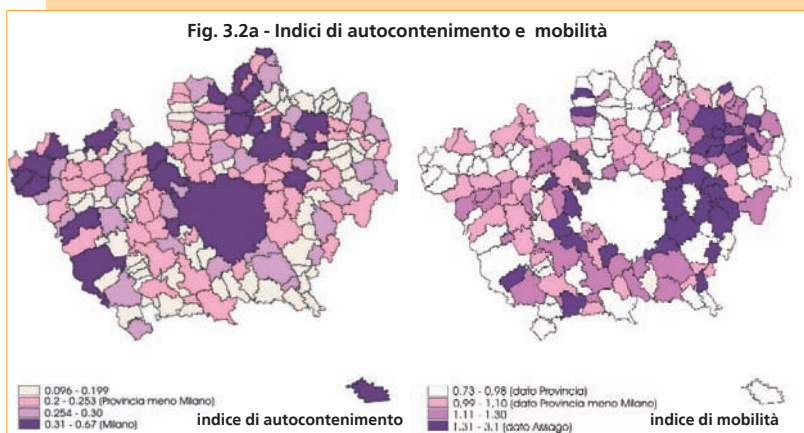 Fig. 3.2a - Indici di autocontenimento e mobilità
0.096 - 0.199
0.2 - 0.253 (Provincia meno Milano)
0.254 - 0.30
0.31 - 0.67 (Milano)
indice di autocontenimento
0.73 - 0.98 (dato Provincia)
0.99 - 1.10 (dato Provincia meno Milano)
1.11 - 1.30
1.31 - 3.1 (dato Assago)
indice di mobilità